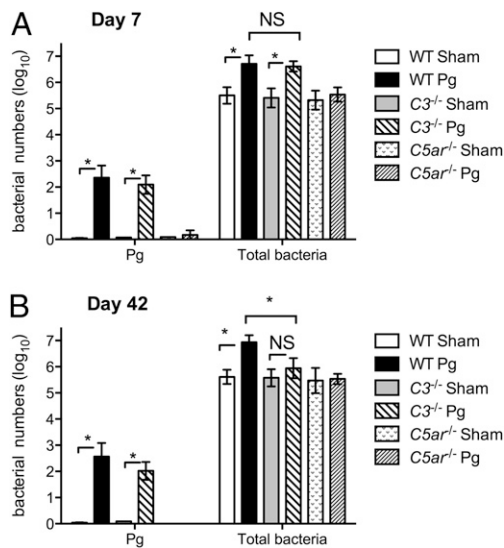 A
Day 7
NS
bacterial numbers (log10)
7
6
5
4
3
2
1
0
*
*
*
*
Pg
Total bacteria
WT Sham
WT Pg
C3-/- Sham
C3-/- Pg
C5ar-/- Sham
C5ar-/- Pg
B
Day 42
bacterial numbers (log10)
7
6
5
4
3
2
1
0
*
*
*
*
NS
Pg
Total bacteria
WT Sham
WT Pg
C3-/- Sham
C3-/- Pg
C5ar-/- Sham
C5ar-/- Pg